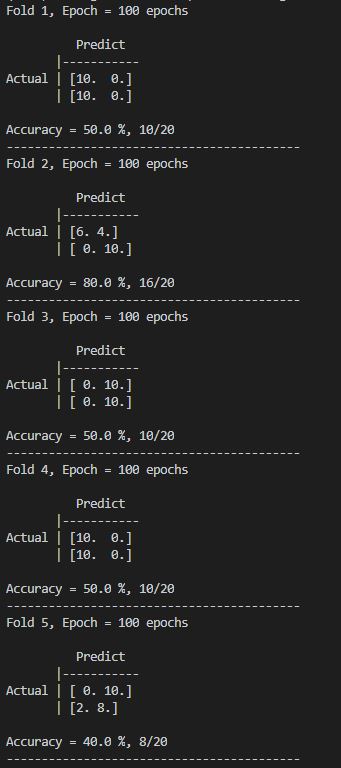 Fold 1, Epoch = 100 epochs
Predict
|-----------
Actual | [10.  0.]
| [10.  0.]
Accuracy = 50.0 %, 10/20
------------------------------------------
Fold 2, Epoch = 100 epochs
Predict
|-----------
Actual | [6. 4.]
| [ 0. 10.]
Accuracy = 80.0 %, 16/20
------------------------------------------
Fold 3, Epoch = 100 epochs
Predict
|-----------
Actual | [ 0. 10.]
| [ 0. 10.]
Accuracy = 50.0 %, 10/20
------------------------------------------
Fold 4, Epoch = 100 epochs
Predict
|-----------
Actual | [10.  0.]
| [10.  0.]
Accuracy = 50.0 %, 10/20
------------------------------------------
Fold 5, Epoch = 100 epochs
Predict
|-----------
Actual | [ 0. 10.]
| [2. 8.]
Accuracy = 40.0 %, 8/20
------------------------------------------